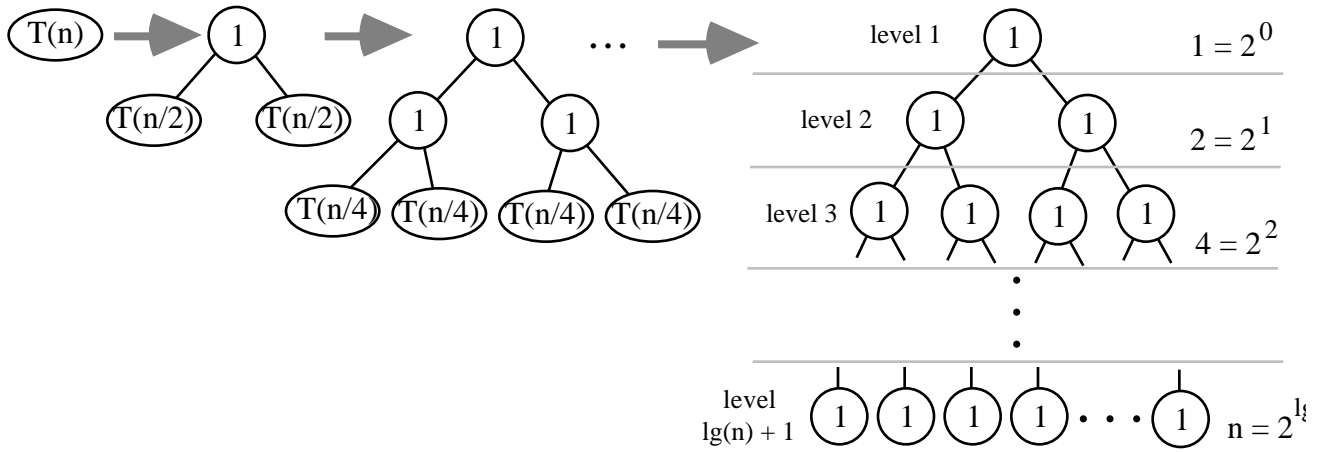 T(n)
1
T(n/2) T(n/2)
1
1 1
T(n/4) T(n/4) T(n/4) T(n/4)
...
level 1 1 1 = 2^0
level 2 1 1 2 = 2^1
level 3 1 1 1 1 4 = 2^2
level
lg(n) + 1 1 1 1 1 . . . 1 n = 2^lg